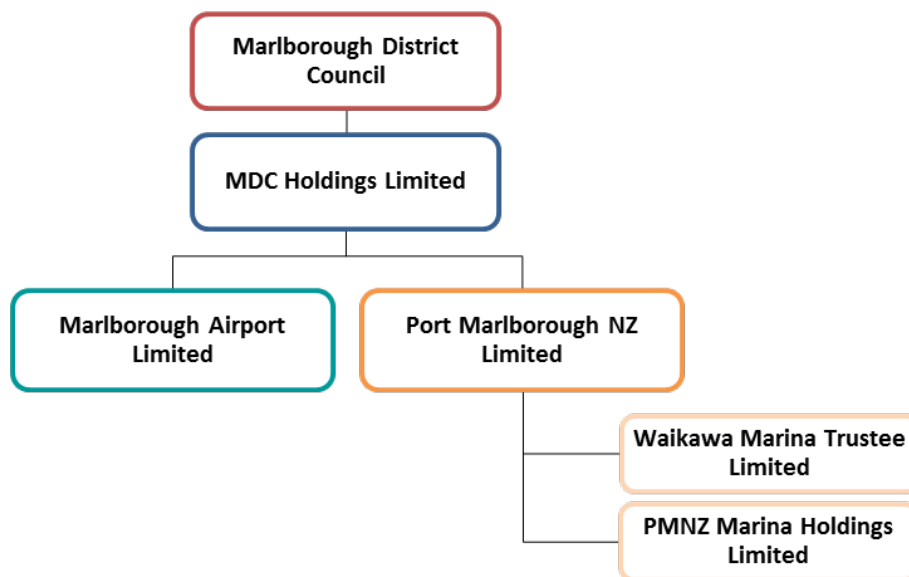 Marlborough District
Council
MDC Holdings Limited
Marlborough Airport
Limited
Port Marlborough NZ
Limited
Waikawa Marina Trustee
Limited
PMNZ Marina Holdings
Limited